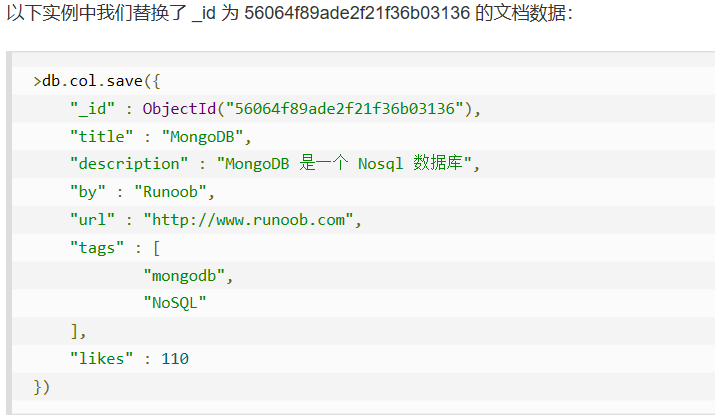 以下实例中我们替换了 _id 为 56064f89ade2f21f36b03136 的文档数据：
>db.col.save({
    "_id" : ObjectId("56064f89ade2f21f36b03136"),
    "title" : "MongoDB",
    "description" : "MongoDB 是一个 Nosql 数据库",
    "by" : "Runoob",
    "url" : "http://www.runoob.com",
    "tags" : [
            "mongodb",
            "NoSQL"
    ],
    "likes" : 110
})